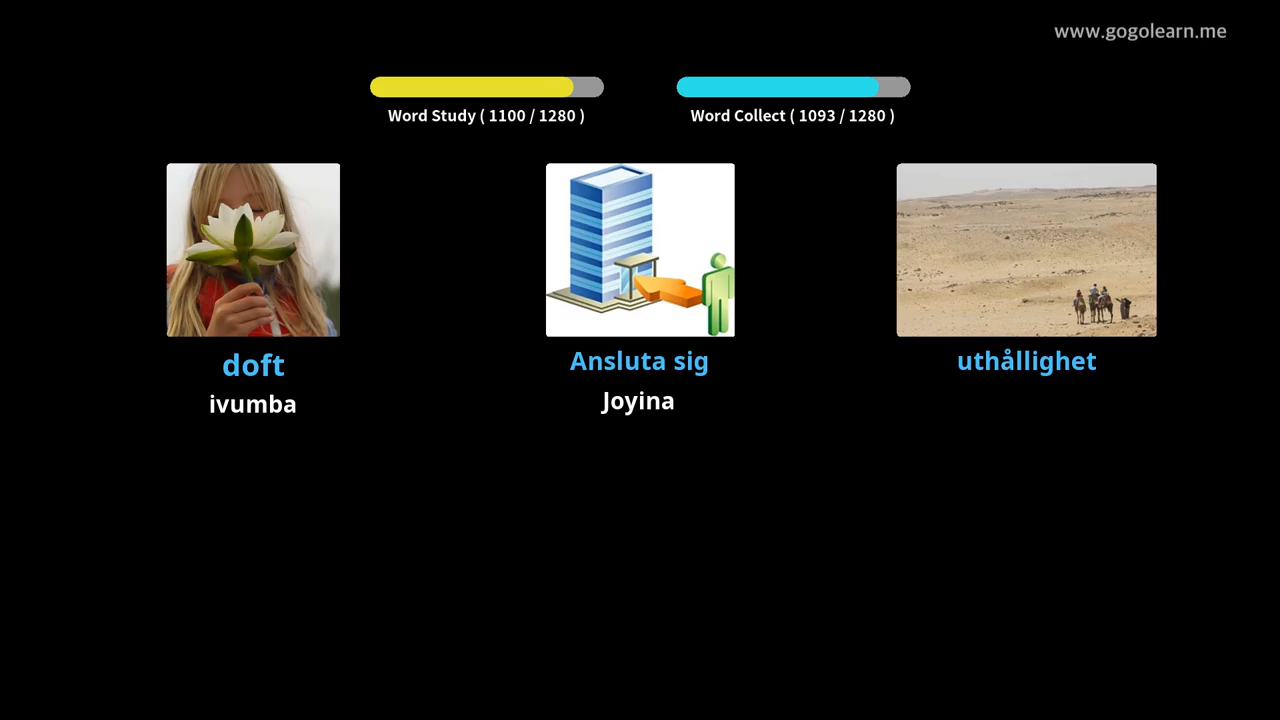 www.gogolearn.me
Word Study ( 1100 / 1280 )
Word Collect ( 1093 / 1280 )
doft
ivumba
Ansluta sig
Joyina
uthållighet